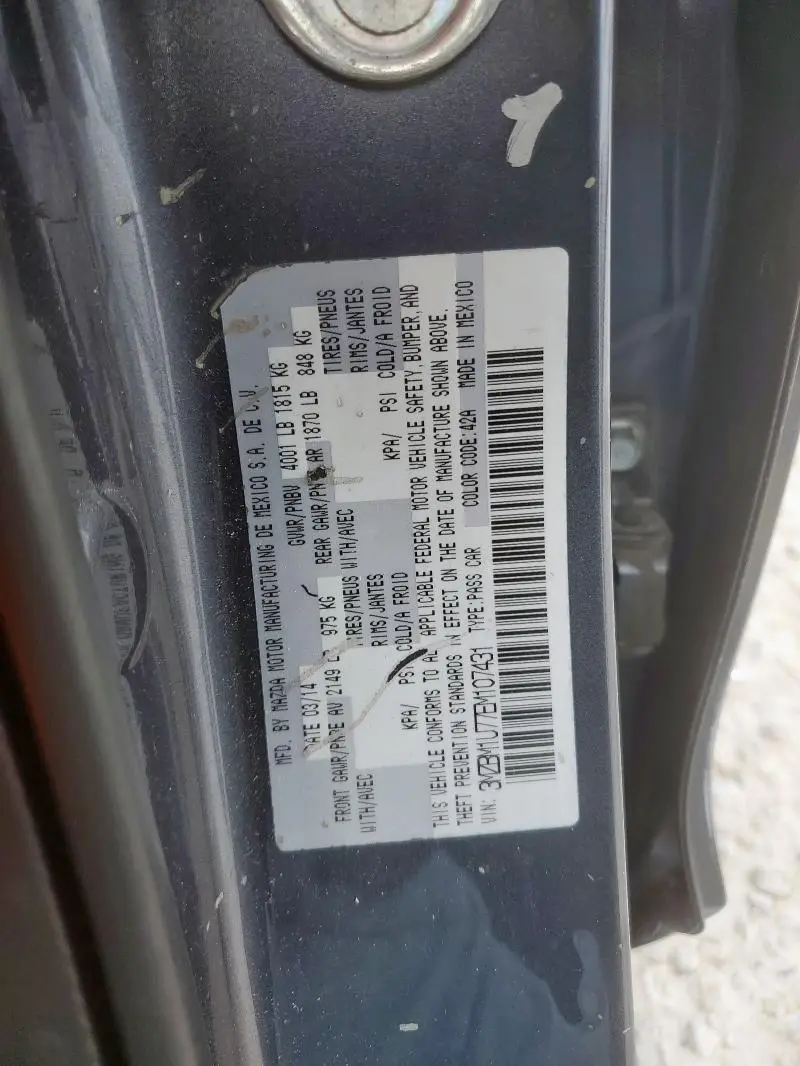 MFD. BY MAZDA MOTOR MANUFACTURING DE MEXICO S.A. DE C.V.
DATE 03/14 GVWR/PNBV 4001 LB 1815 KG
FRONT GAWR/PNBE AV 2149 LB 975 KG REAR GAWR/PNBE AR 1870 LB 848 KG
WITH/AVEC TIRES/PNEUS WITH/AVEC TIRES/PNEUS
RIMS/JANTES RIMS/JANTES
KPA/ PSI COLD/A FROID KPA/ PSI COLD/A FROID
THIS VEHICLE CONFORMS TO ALL APPLICABLE FEDERAL MOTOR VEHICLE SAFETY, BUMPER, AND
THEFT PREVENTION STANDARDS IN EFFECT ON THE DATE OF MANUFACTURE SHOWN ABOVE.
VIN: 3MZBM1U77EM107431 TYPE:PASS CAR COLOR CODE:42A MADE IN MEXICO